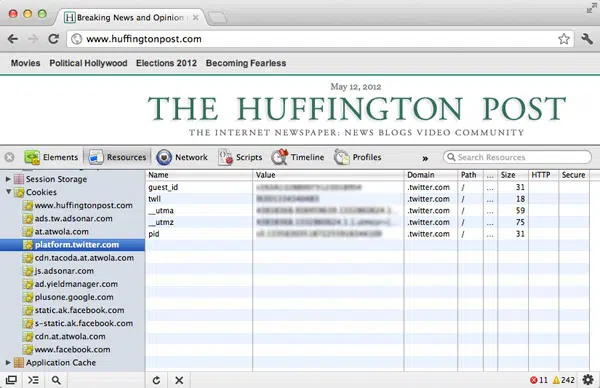 Breaking News and Opinion
www.huffingtonpost.com
Movies Political Hollywood Elections 2012 Becoming Fearless
May 12, 2012
THE HUFFINGTON POST
THE INTERNET NEWSPAPER: NEWS BLOGS VIDEO COMMUNITY
Elements Resources Network Scripts Timeline Profiles » Search Resources
Session Storage
Cookies
www.huffingtonpost.com
ads.tw.adsonar.com
at.atwola.com
platform.twitter.com
cdn.tacoda.at.atwola.com
js.adsonar.com
ad.yieldmanager.com
plusone.google.com
static.ak.facebook.com
s-static.ak.facebook.com
cdn.at.atwola.com
www.facebook.com
Application Cache
Name Value Domain Path ... Size HTTP Secure
guest_id .twitter.com / ... 31
twll .twitter.com / ... 18
__utma .twitter.com / ... 59
__utmz .twitter.com / ... 75
pid .twitter.com / ... 31
11 242